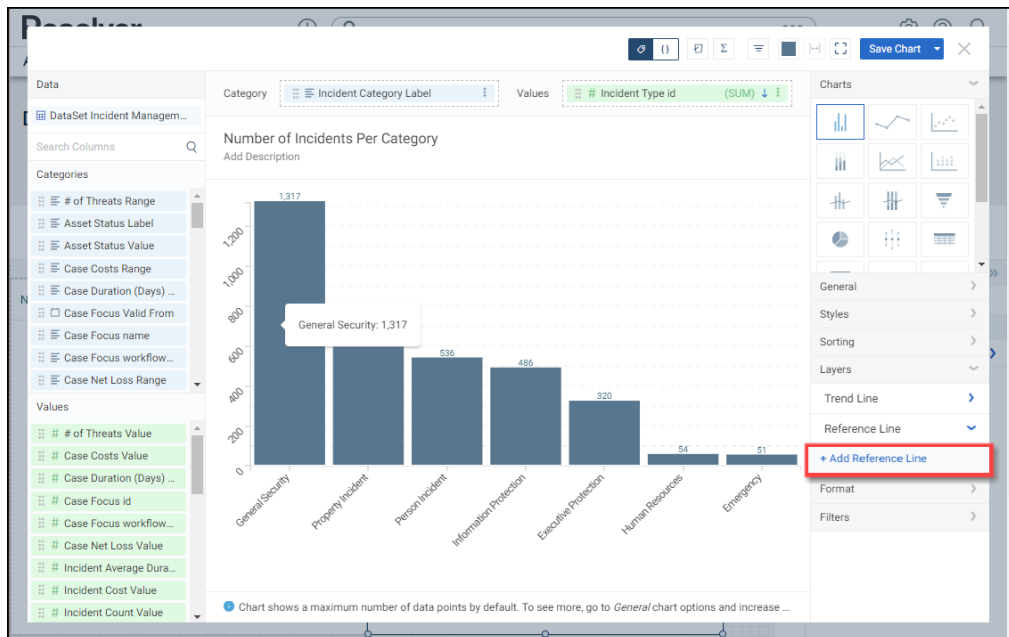 Resolver
Save Chart
Data
DataSet Incident Managem...
Search Columns
Categories
# of Threats Range
Asset Status Label
Asset Status Value
Case Costs Range
Case Duration (Days) ...
Case Focus Valid From
Case Focus name
Case Focus workflow...
Case Net Loss Range
Values
# # of Threats Value
# Case Costs Value
# Case Duration (Days) ...
# Case Focus id
# Case Focus workflow...
# Case Net Loss Value
# Incident Average Dura...
# Incident Cost Value
# Incident Count Value
Category
Incident Category Label
Values
# Incident Type id (SUM)
Number of Incidents Per Category
Add Description
1,317
536
486
320
54
51
1,200
1,000
800
600
400
200
0
General Security: 1,317
General Security
Property Incident
Person Incident
Information Protection
Executive Protection
Human Resources
Emergency
Chart shows a maximum number of data points by default. To see more, go to General chart options and increase ...
Charts
General
Styles
Sorting
Layers
Trend Line
Reference Line
+ Add Reference Line
Format
Filters